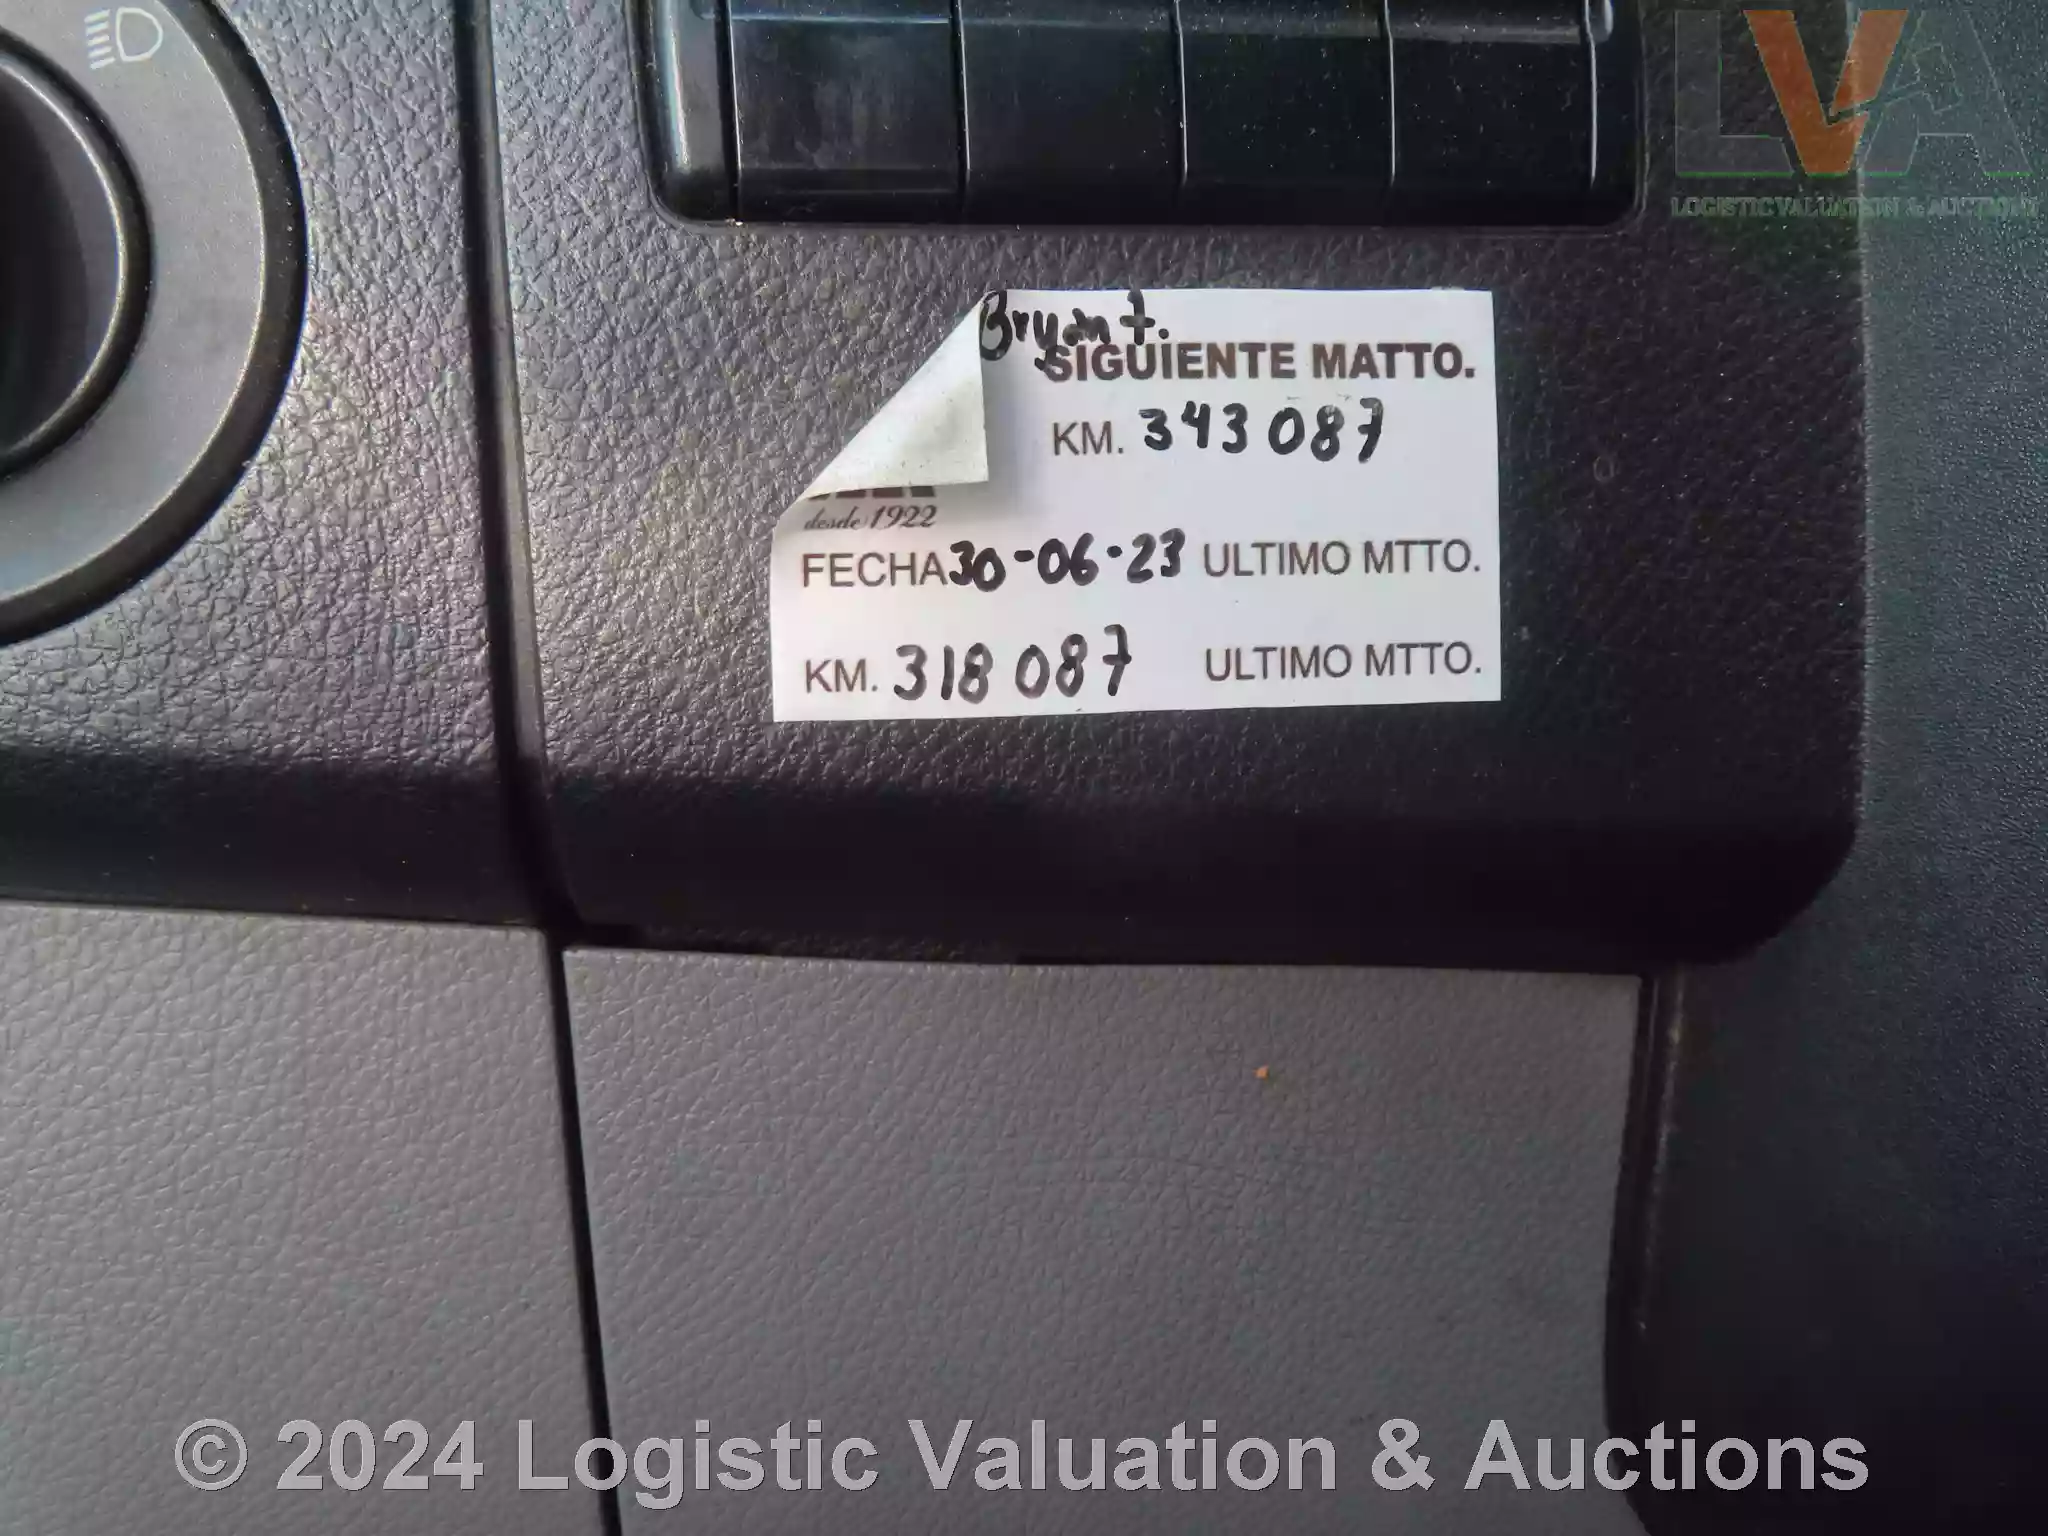 LVA
LOGISTIC VALUATION & AUCTIONS
Bryant.
SIGUIENTE MATTO.
KM. 343 087
desde 1922
FECHA 30-06-23 ULTIMO MTTO.
KM. 318 087 ULTIMO MTTO.
© 2024 Logistic Valuation & Auctions